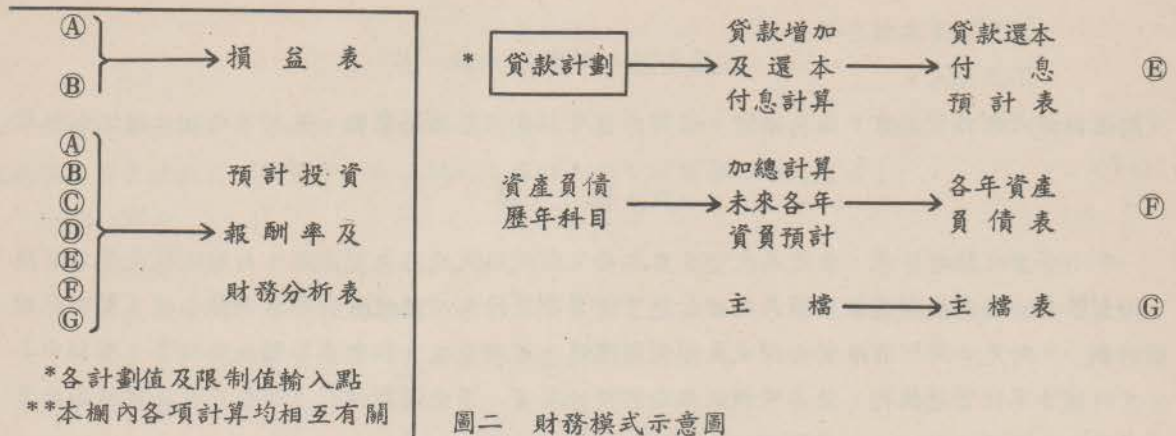 Ⓐ
Ⓑ
損益表
Ⓐ
Ⓑ
Ⓒ
Ⓓ
Ⓔ
Ⓕ
Ⓖ
預計投資
報酬率及
財務分析表
*各計劃值及限制值輸入點
**本欄內各項計算均相互有關
* 貸款計劃
貸款增加
及還本
付息計算
貸款還本
付息
預計表
Ⓔ
資產員債
歷年科目
加總計算
未來各年
資員預計
各年資產
員債表
Ⓕ
主檔
主檔表
Ⓖ
圖二 財務模式示意圖